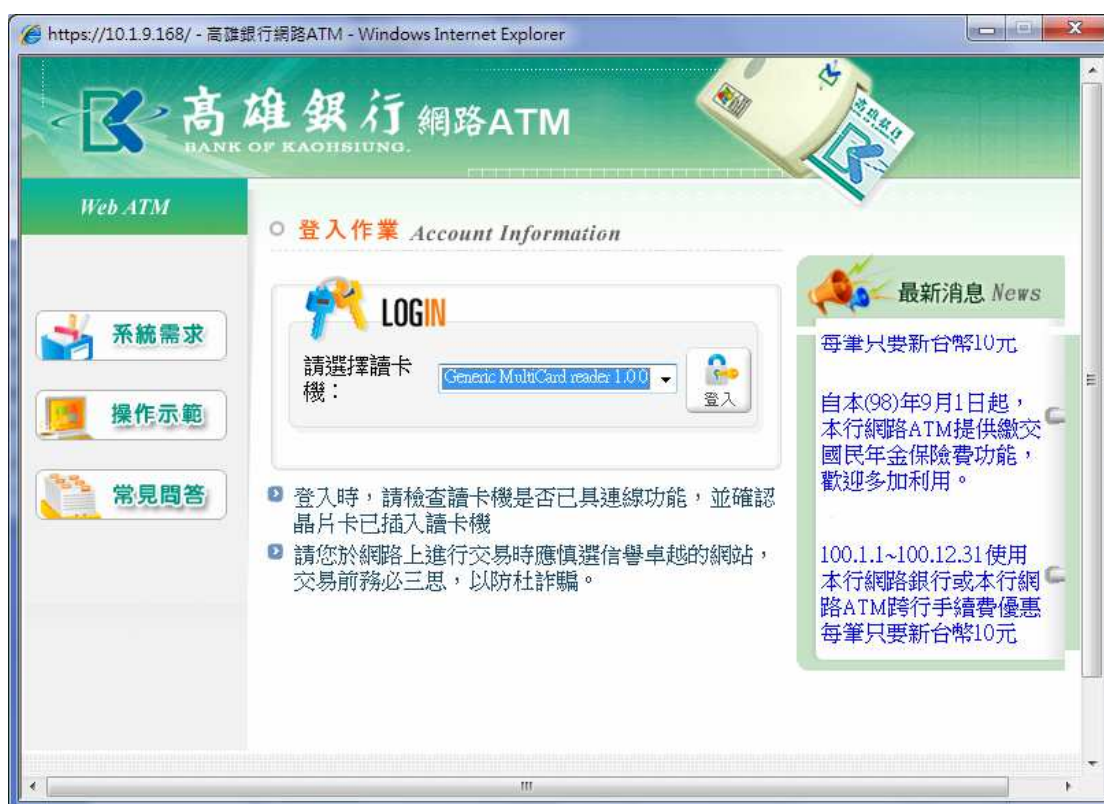 https://10.1.9.168/ - 高雄銀行網路ATM - Windows Internet Explorer
高雄銀行 網路ATM
BANK OF KAOHSIUNG.
高雄銀行
Web ATM
登入作業 Account Information
LOGIN
請選擇讀卡
機：
Generic MultiCard reader 1.0 0
登入
系統需求
操作示範
常見問答
登入時，請檢查讀卡機是否已具連線功能，並確認
晶片卡已插入讀卡機
請您於網路上進行交易時應慎選信譽卓越的網站，
交易前務必三思，以防杜詐騙。
最新消息 News
每筆只要新台幣10元
自本(98)年9月1日起，
本行網路ATM提供繳交
國民年金保險費功能，
歡迎多加利用。
100.1.1~100.12.31使用
本行網路銀行或本行網
路ATM跨行手續費優惠
每筆只要新台幣10元